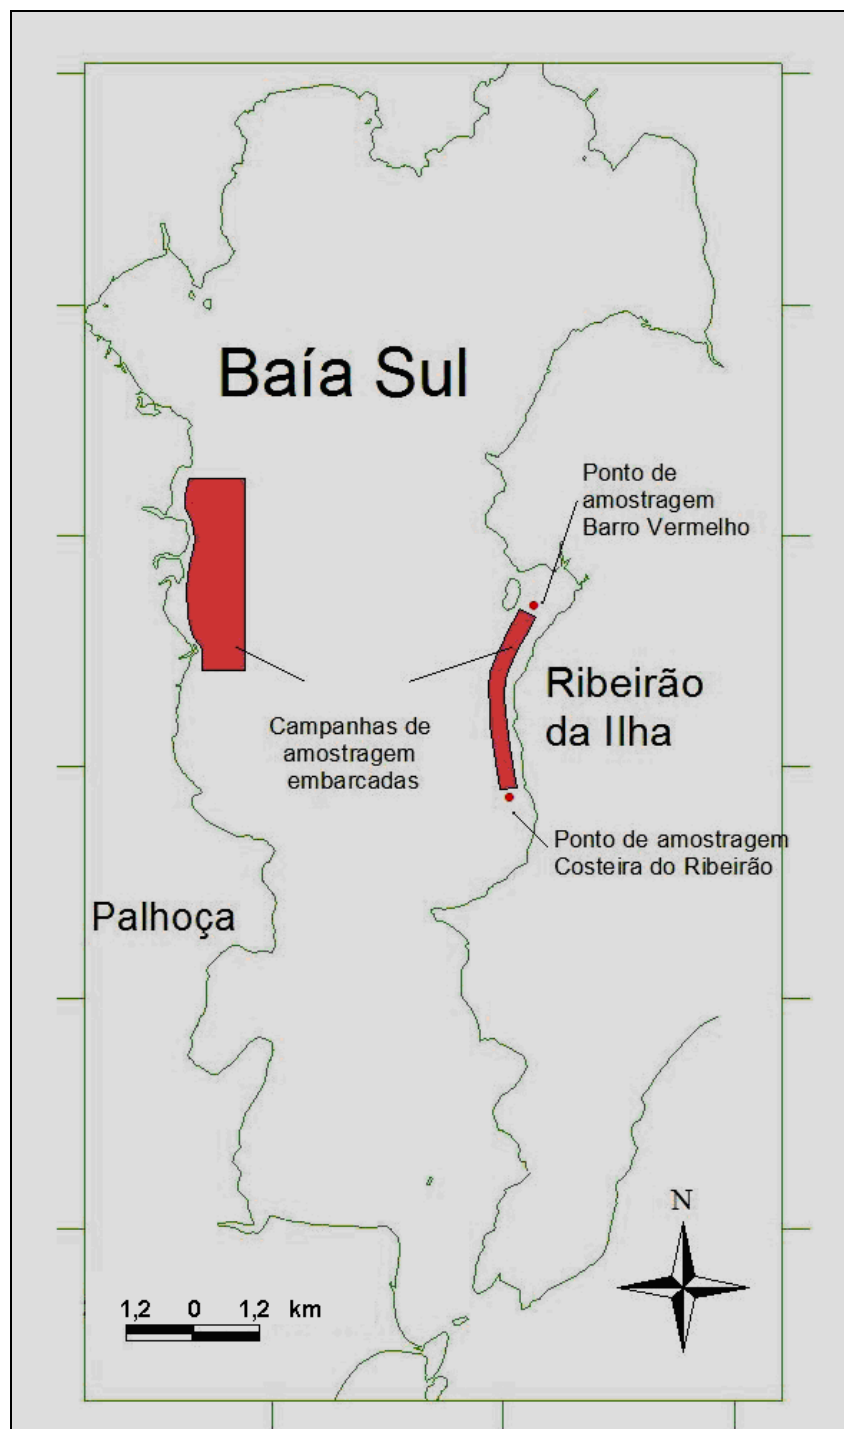 Baía Sul
Ponto de
amostragem
Barro Vermelho
Ribeirão
da Ilha
Campanhas de
amostragem
embarcadas
Ponto de amostragem
Costeira do Ribeirão
Palhoça
N
1,2 0 1,2 km